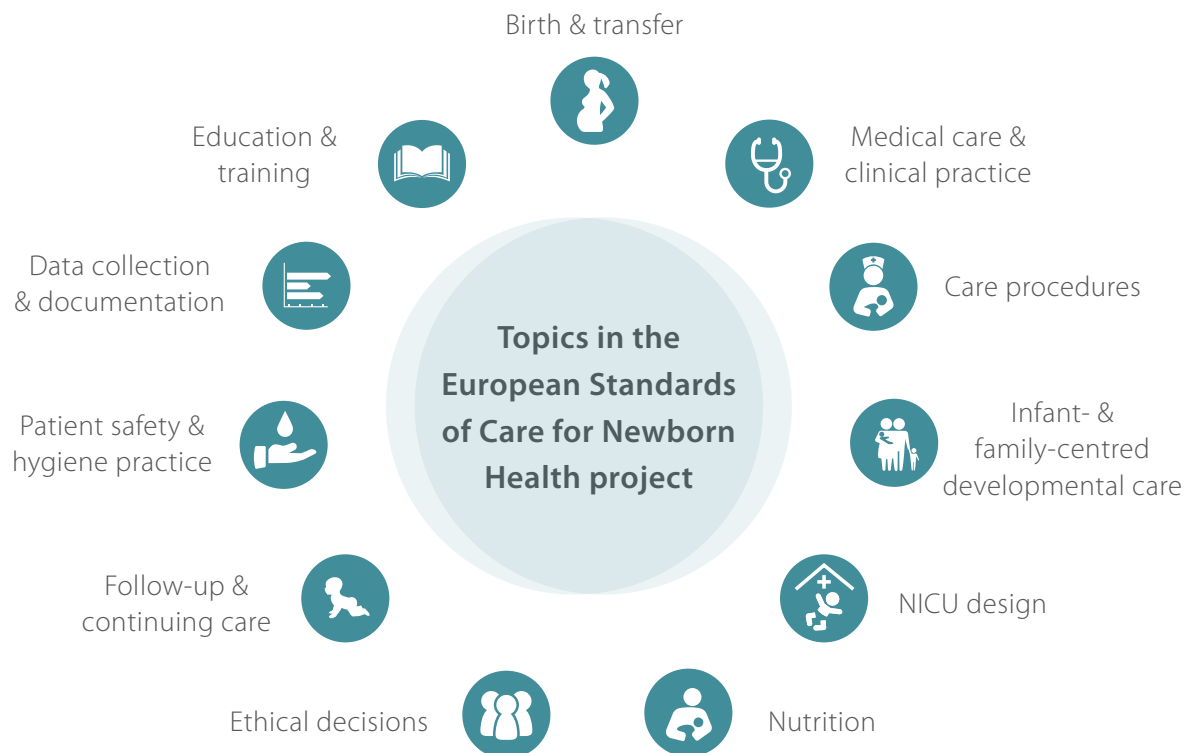 Birth & transfer
Medical care &
clinical practice
Care procedures
Infant- &
family-centred
developmental care
NICU design
Nutrition
Ethical decisions
Follow-up &
continuing care
Patient safety &
hygiene practice
Data collection
& documentation
Education &
training
Topics in the
European Standards
of Care for Newborn
Health project